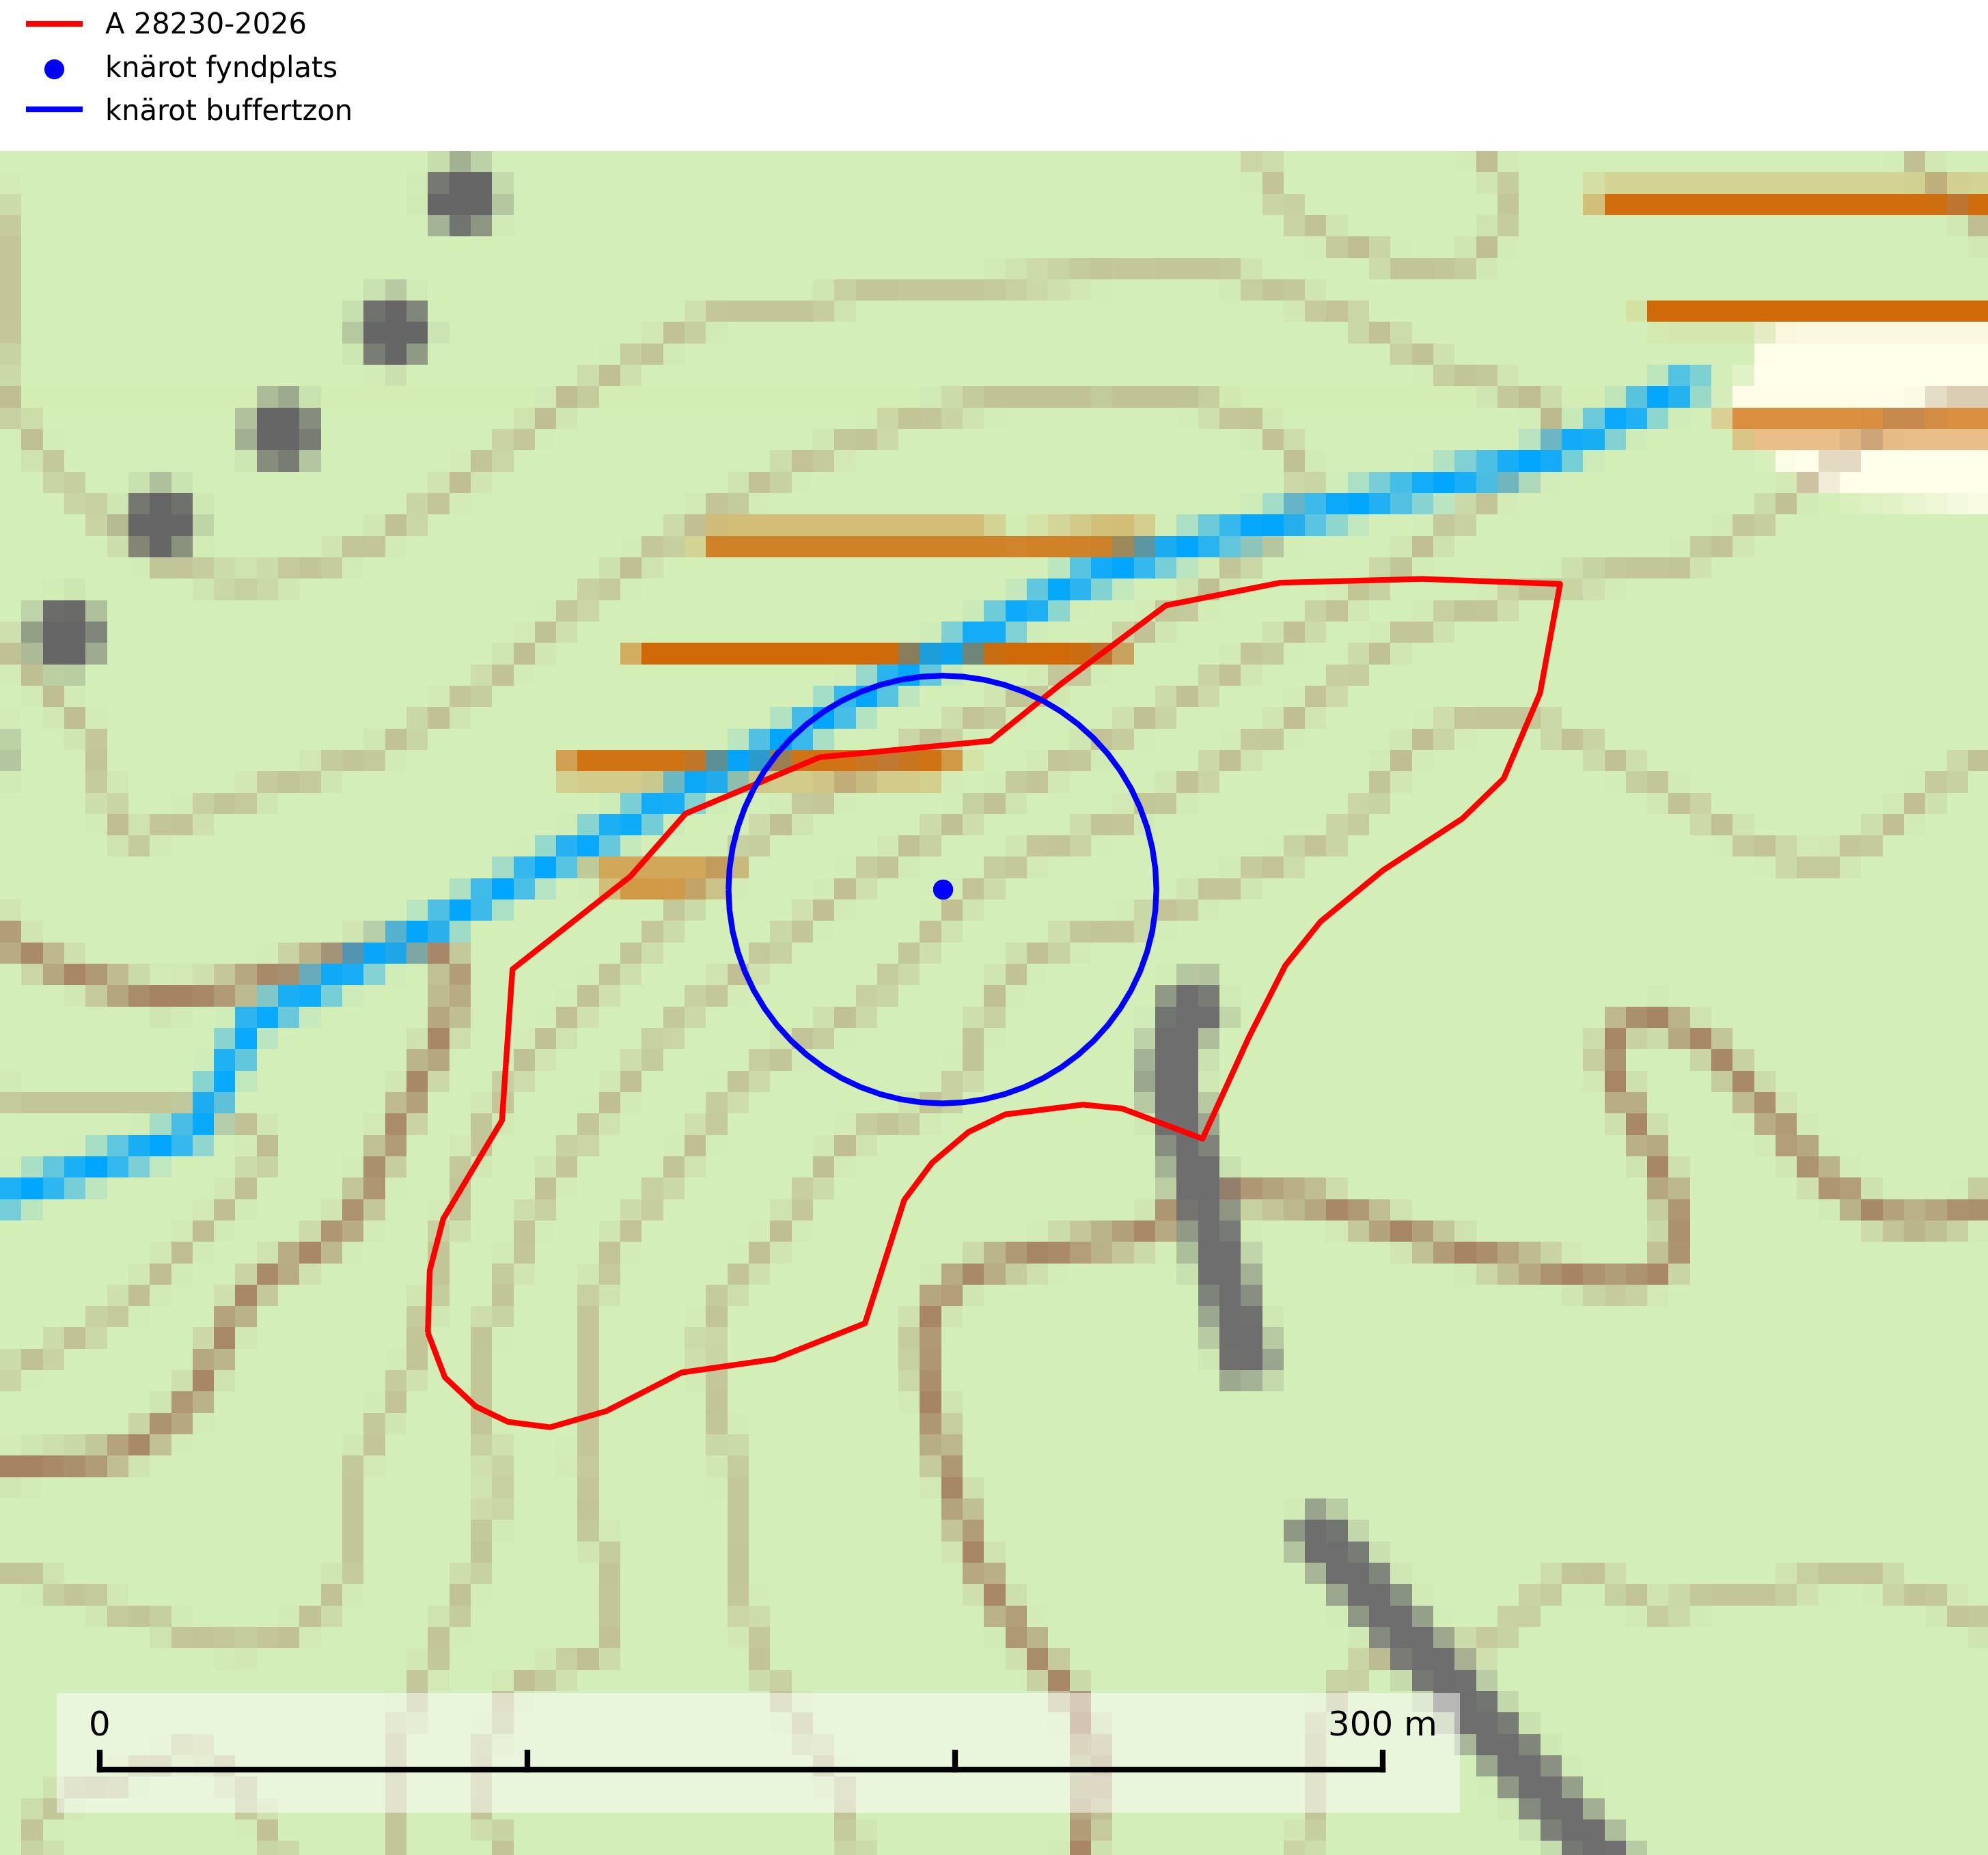 A 28230-2026
knärot fyndplats
knärot buffertzon
0 300 m